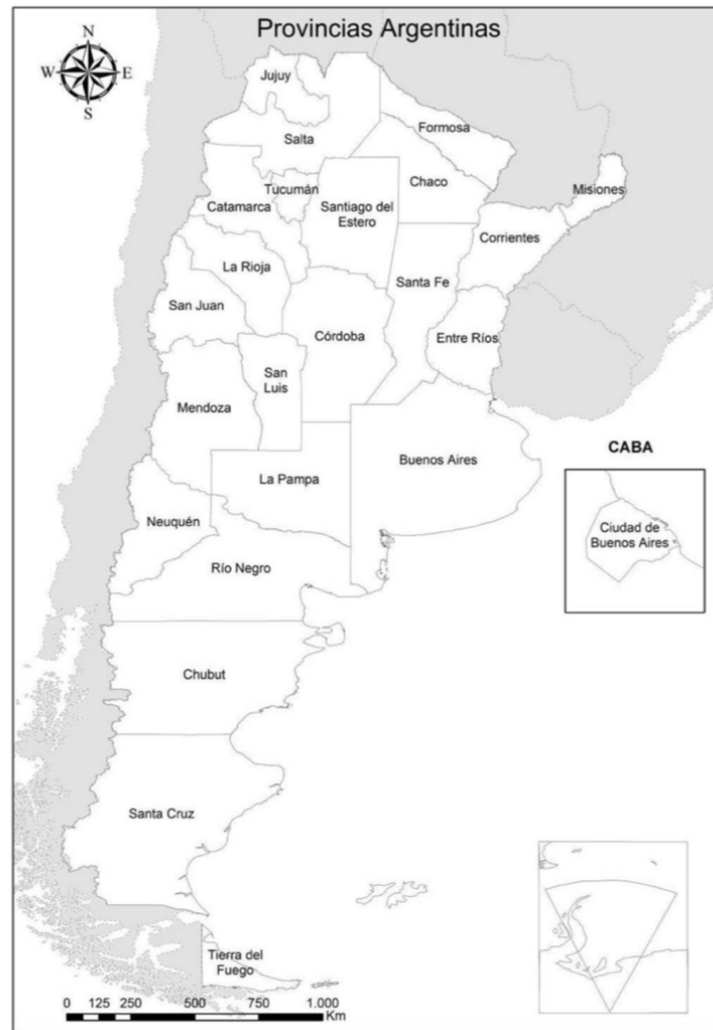 Provincias Argentinas
N
W
E
S
Jujuy
Salta
Formosa
Chaco
Misiones
Tucumán
Catamarca
Santiago del
Estero
Corrientes
La Rioja
Santa Fe
San Juan
Córdoba
Entre Ríos
San
Luis
Mendoza
Buenos Aires
CABA
La Pampa
Neuquén
Ciudad de
Buenos Aires
Río Negro
Chubut
Santa Cruz
Tierra del
Fuego
0 125 250 500 750 1.000
Km